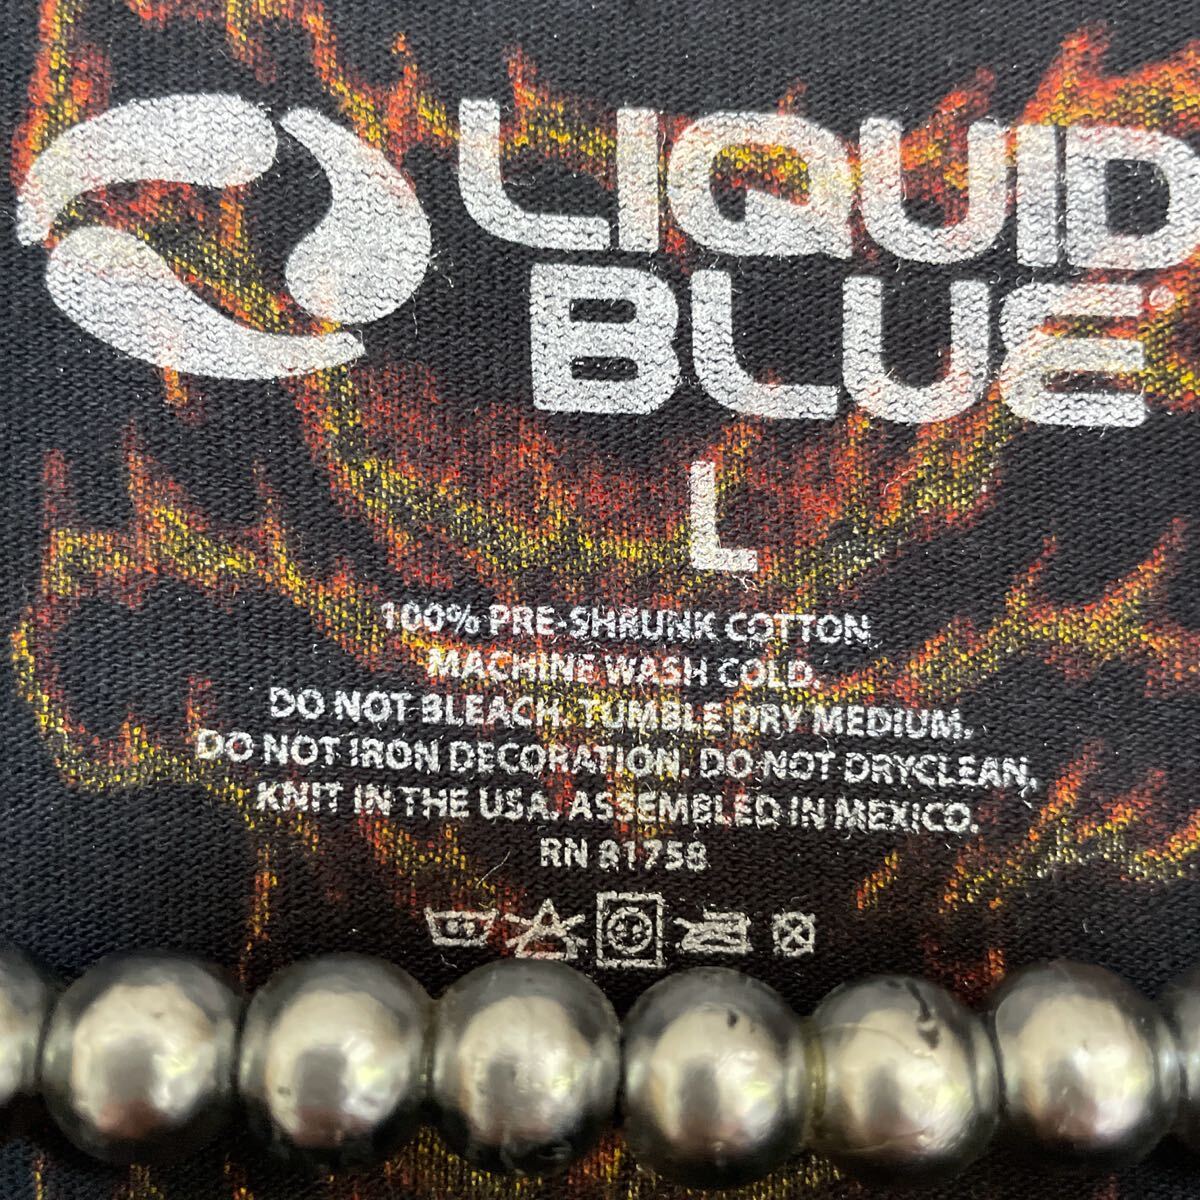 LIQUID
BLUE®
L
100% PRE-SHRUNK COTTON
MACHINE WASH COLD.
DO NOT BLEACH. TUMBLE DRY MEDIUM.
DO NOT IRON DECORATION. DO NOT DRYCLEAN.
KNIT IN THE USA. ASSEMBLED IN MEXICO.
RN 81758